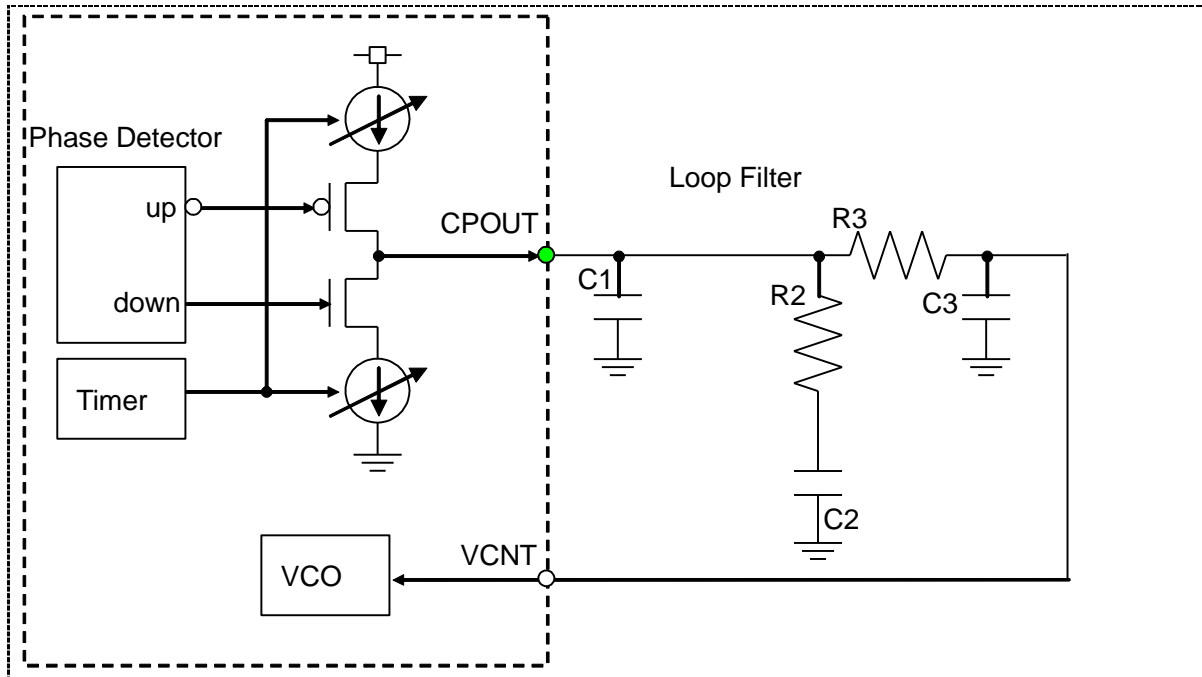 Phase Detector
up
down
Timer
CPOUT
Loop Filter
C1
R2
R3
C3
C2
VCO
VCNT